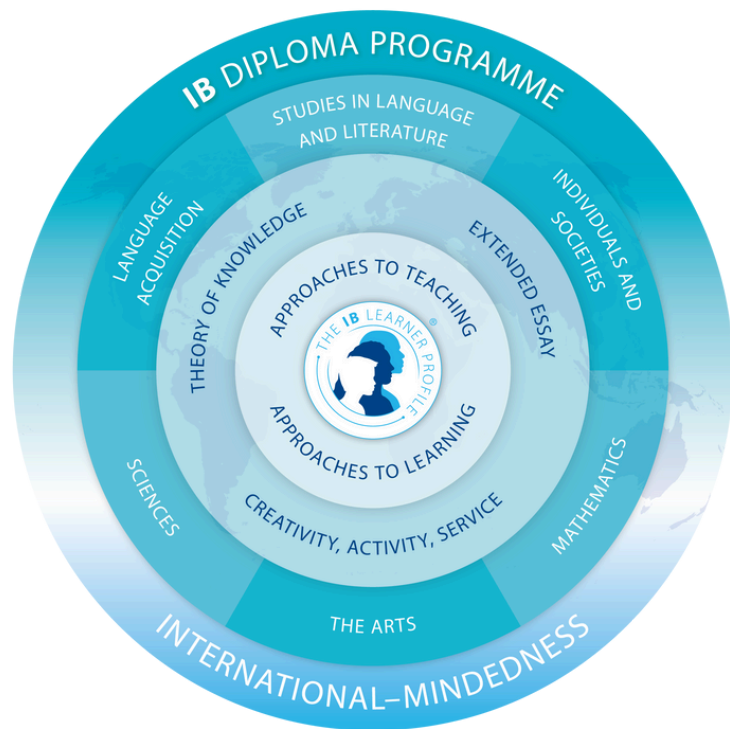 IB DIPLOMA PROGRAMME
STUDIES IN LANGUAGE
AND LITERATURE
LANGUAGE
ACQUISITION
INDIVIDUALS AND
SOCIETIES
THEORY OF KNOWLEDGE
EXTENDED ESSAY
APPROACHES TO TEACHING
THE IB LEARNER PROFILE
®
APPROACHES TO LEARNING
CREATIVITY, ACTIVITY, SERVICE
SCIENCES
MATHEMATICS
THE ARTS
INTERNATIONAL–MINDEDNESS